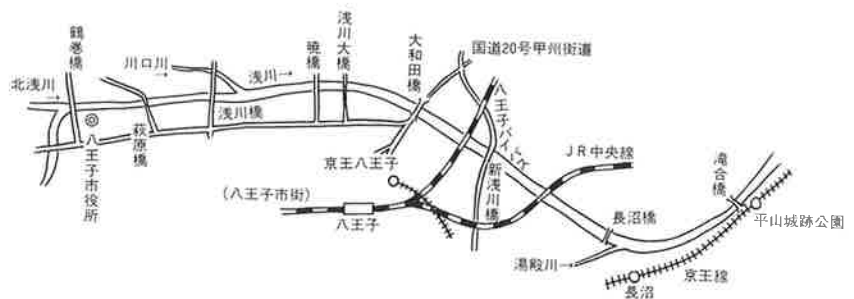 鶴巻橋
北浅川→
川口川→
浅川→
暁橋
浅川大橋
大和田橋
国道20号甲州街道
八王子バイパス
八王子市役所
萩原橋
浅川橋
京王八王子
(八王子市街)
八王子
新浅川橋
JR中央線
長沼橋
滝合橋
平山城跡公園
湯殿川→
長沼
京王線